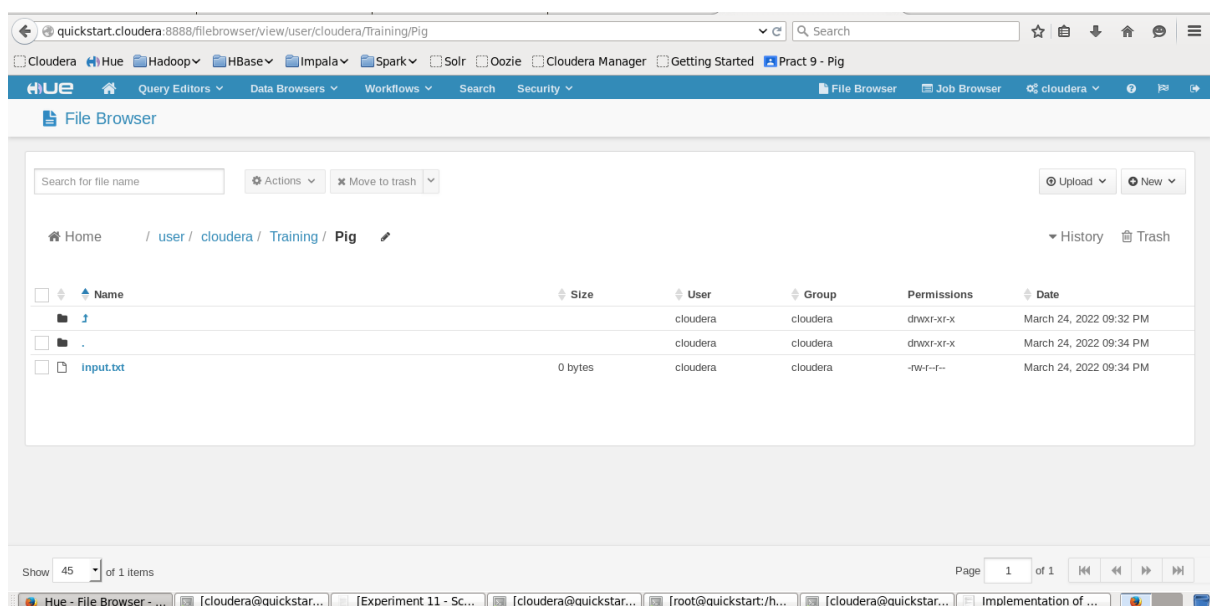 quickstart.cloudera:8888/filebrowser/view/user/cloudera/Training/Pig Search
Cloudera Hue Hadoop HBase Impala Spark Solr Oozie Cloudera Manager Getting Started Pract 9 - Pig
HUE Query Editors Data Browsers Workflows Search Security File Browser Job Browser cloudera
File Browser
Search for file name Actions Move to trash Upload New
Home / user / cloudera / Training / Pig History Trash
Name Size User Group Permissions Date
cloudera cloudera drwxr-xr-x March 24, 2022 09:32 PM
. cloudera cloudera drwxr-xr-x March 24, 2022 09:34 PM
input.txt 0 bytes cloudera cloudera -rw-r--r-- March 24, 2022 09:34 PM
Show 45 of 1 items Page 1 of 1
Hue - File Browser - ... [cloudera@quickstar... [Experiment 11 - Sc... [cloudera@quickstar... [root@quickstart:/h... [cloudera@quickstar... Implementation of ...